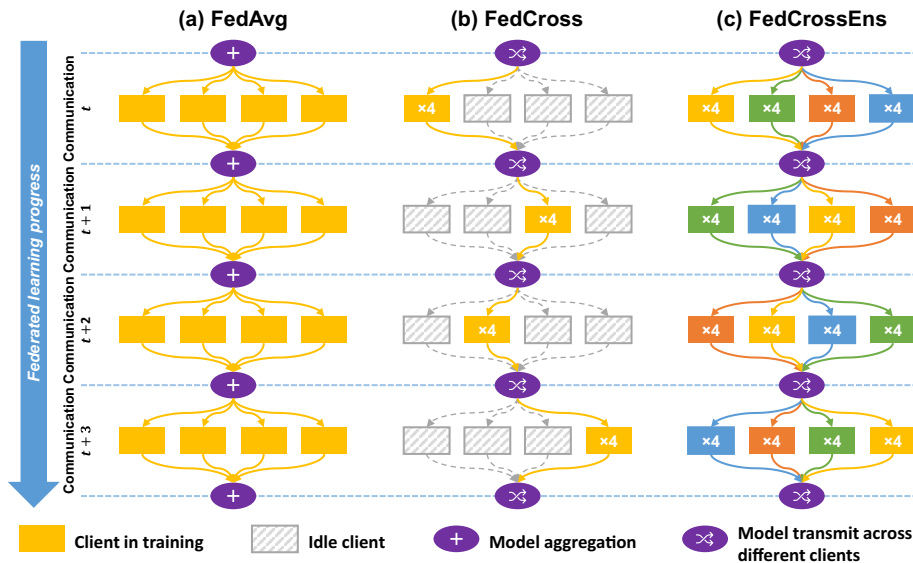 (a) FedAvg
(b) FedCross
(c) FedCrossEns
Federated learning progress
Communication
Communication
Communication
Communication
Communication
t
t + 1
t+2
t + 3
×4
×4 ×4 ×4 ×4
×4
×4 ×4 ×4 ×4
×4
×4 ×4 ×4 ×4
×4
×4 ×4 ×4 ×4
Client in training
Idle client
Model aggregation
Model transmit across
different clients